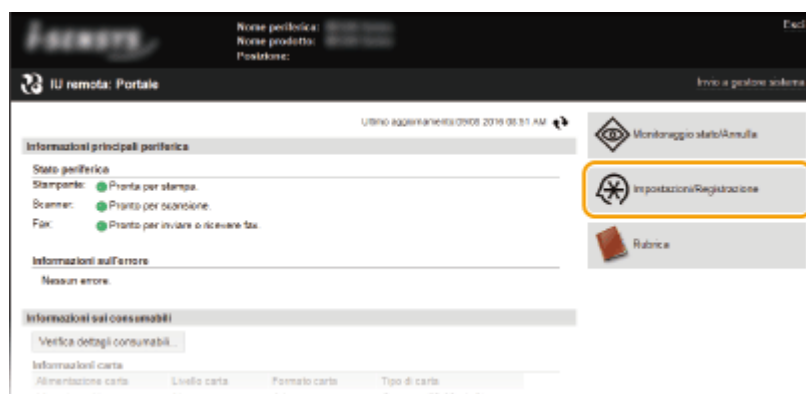 Nome periferica:
Nome prodotto:
Posizione:
IU remota: Portale
Invio a gestore sistema
Ultimo aggiornamento:09/08 2016 08:51 AM
Informazioni principali periferica
Stato periferica
Stampante: Pronta per stampa.
Scanner: Pronto per scansione.
Fax: Pronto per inviare o ricevere fax.
Informazioni sull'errore
Nessun errore.
Informazioni sui consumabili
Verifica dettagli consumabili...
Informazioni carta
Alimentazione carta Livello carta Formato carta Tipo di carta
Monitoraggio stato/Annulla
Impostazioni/Registrazione
Rubrica